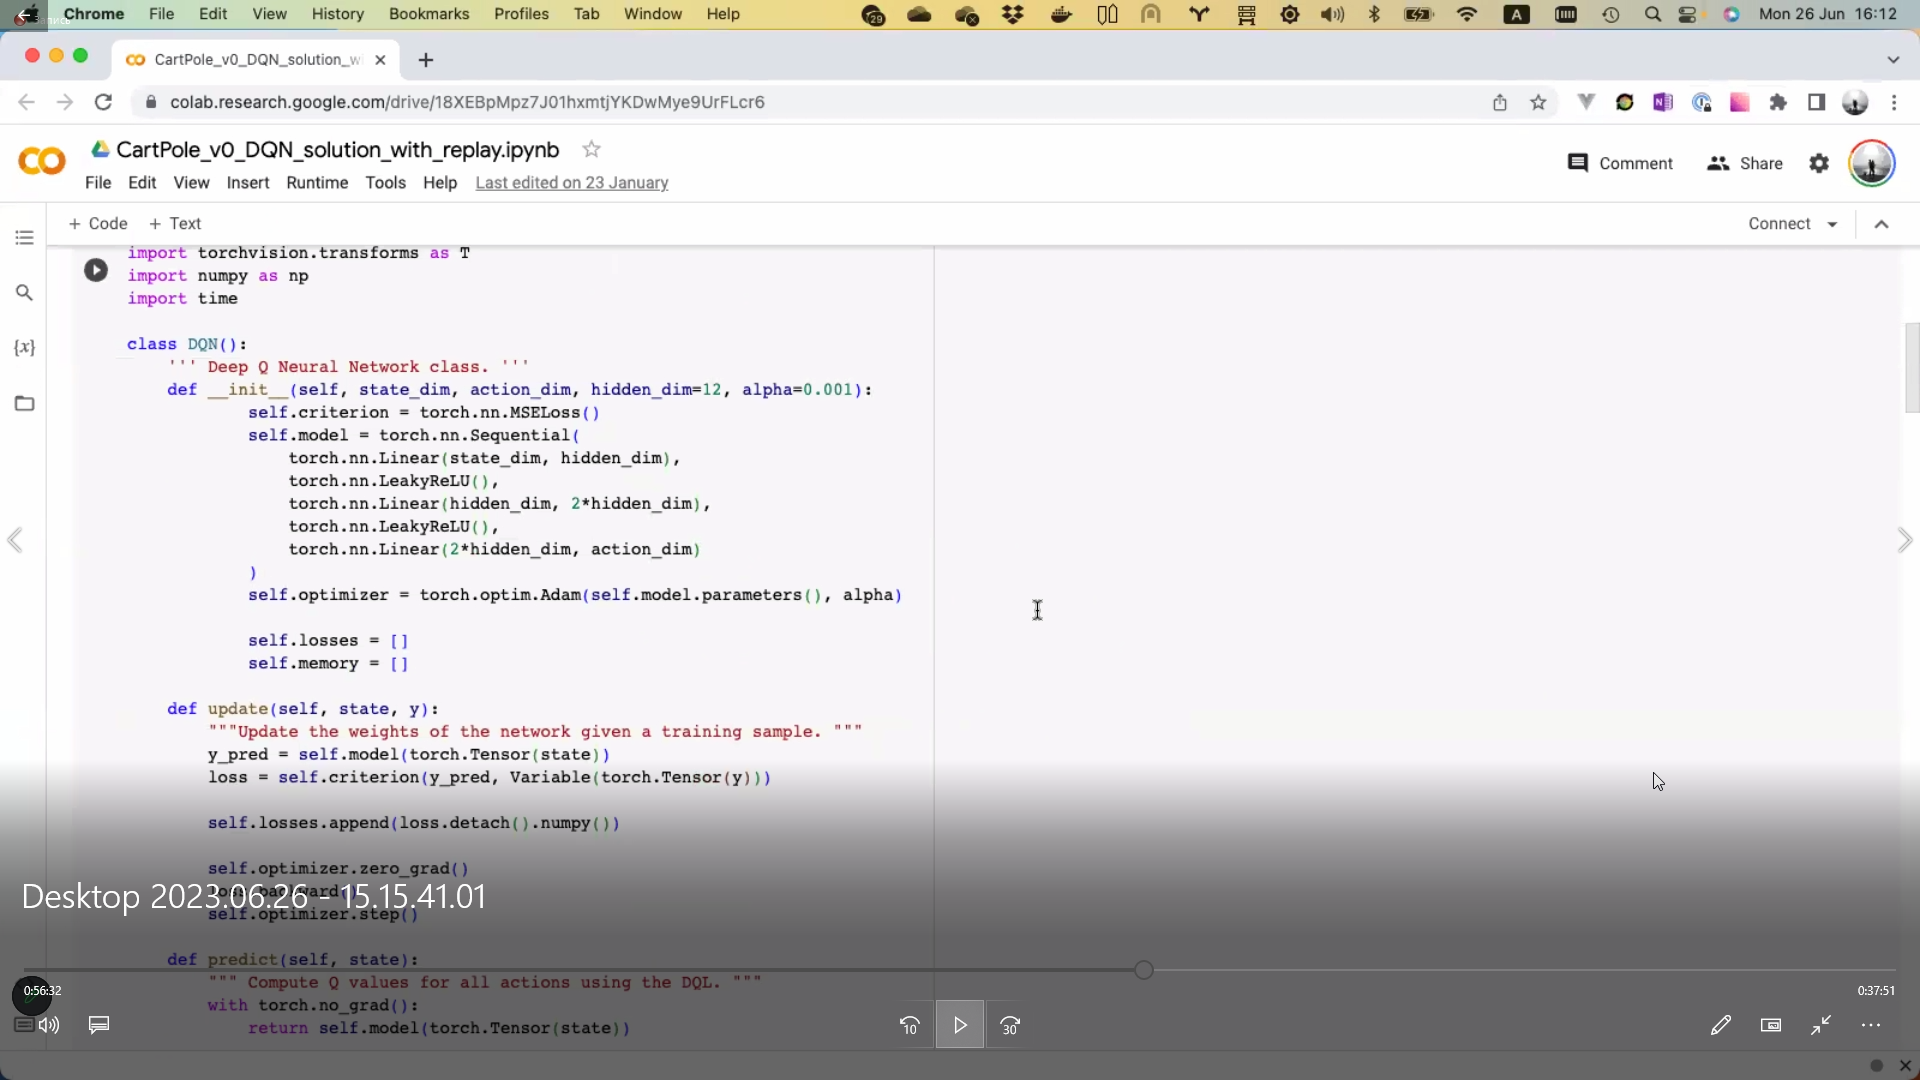 Chrome File Edit View History Bookmarks Profiles Tab Window Help 29 A Mon 26 Jun 16:12
CartPole_v0_DQN_solution_w
colab.research.google.com/drive/18XEBpMpz7J01hxmtjYKDwMye9UrFLcr6
CartPole_v0_DQN_solution_with_replay.ipynb
Comment Share
File Edit View Insert Runtime Tools Help Last edited on 23 January
+ Code + Text Connect
import torchvision.transforms as T
import numpy as np
import time
class DQN():
''' Deep Q Neural Network class. '''
def __init__(self, state_dim, action_dim, hidden_dim=12, alpha=0.001):
self.criterion = torch.nn.MSELoss()
self.model = torch.nn.Sequential(
torch.nn.Linear(state_dim, hidden_dim),
torch.nn.LeakyReLU(),
torch.nn.Linear(hidden_dim, 2*hidden_dim),
torch.nn.LeakyReLU(),
torch.nn.Linear(2*hidden_dim, action_dim)
)
self.optimizer = torch.optim.Adam(self.model.parameters(), alpha)
self.losses = []
self.memory = []
def update(self, state, y):
"""Update the weights of the network given a training sample. """
y_pred = self.model(torch.Tensor(state))
loss = self.criterion(y_pred, Variable(torch.Tensor(y)))
self.losses.append(loss.detach().numpy())
self.optimizer.zero_grad()
loss.backward()
Desktop 2023.06.26 - 15.15.41.01
self.optimizer.step()
def predict(self, state):
""" Compute Q values for all actions using the DQL. """
0:56:32 0:37:51
with torch.no_grad():
return self.model(torch.Tensor(state))
10 30